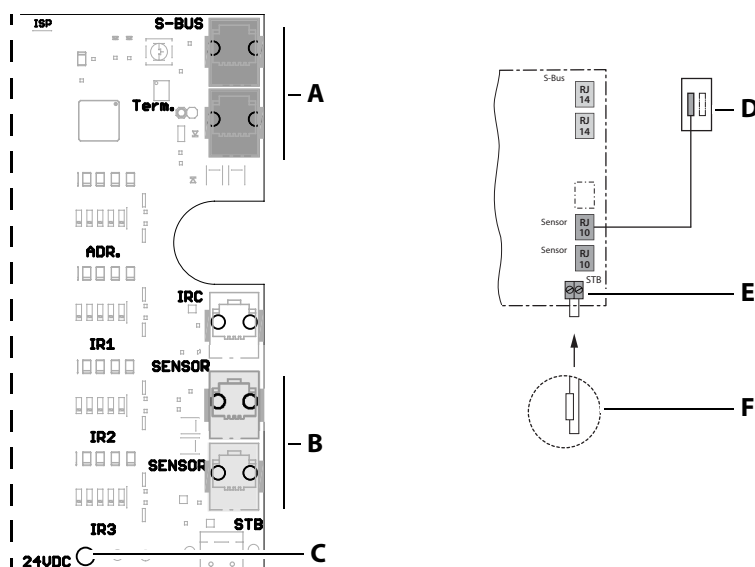 ISP
S-BUS
A
Term.
ADR.
IRC
IR1
SENSOR
IR2
B
SENSOR
IR3
STB
24VDC
C
S-Bus
RJ
14
RJ
14
D
Sensor
RJ
10
Sensor
RJ
10
STB
E
F